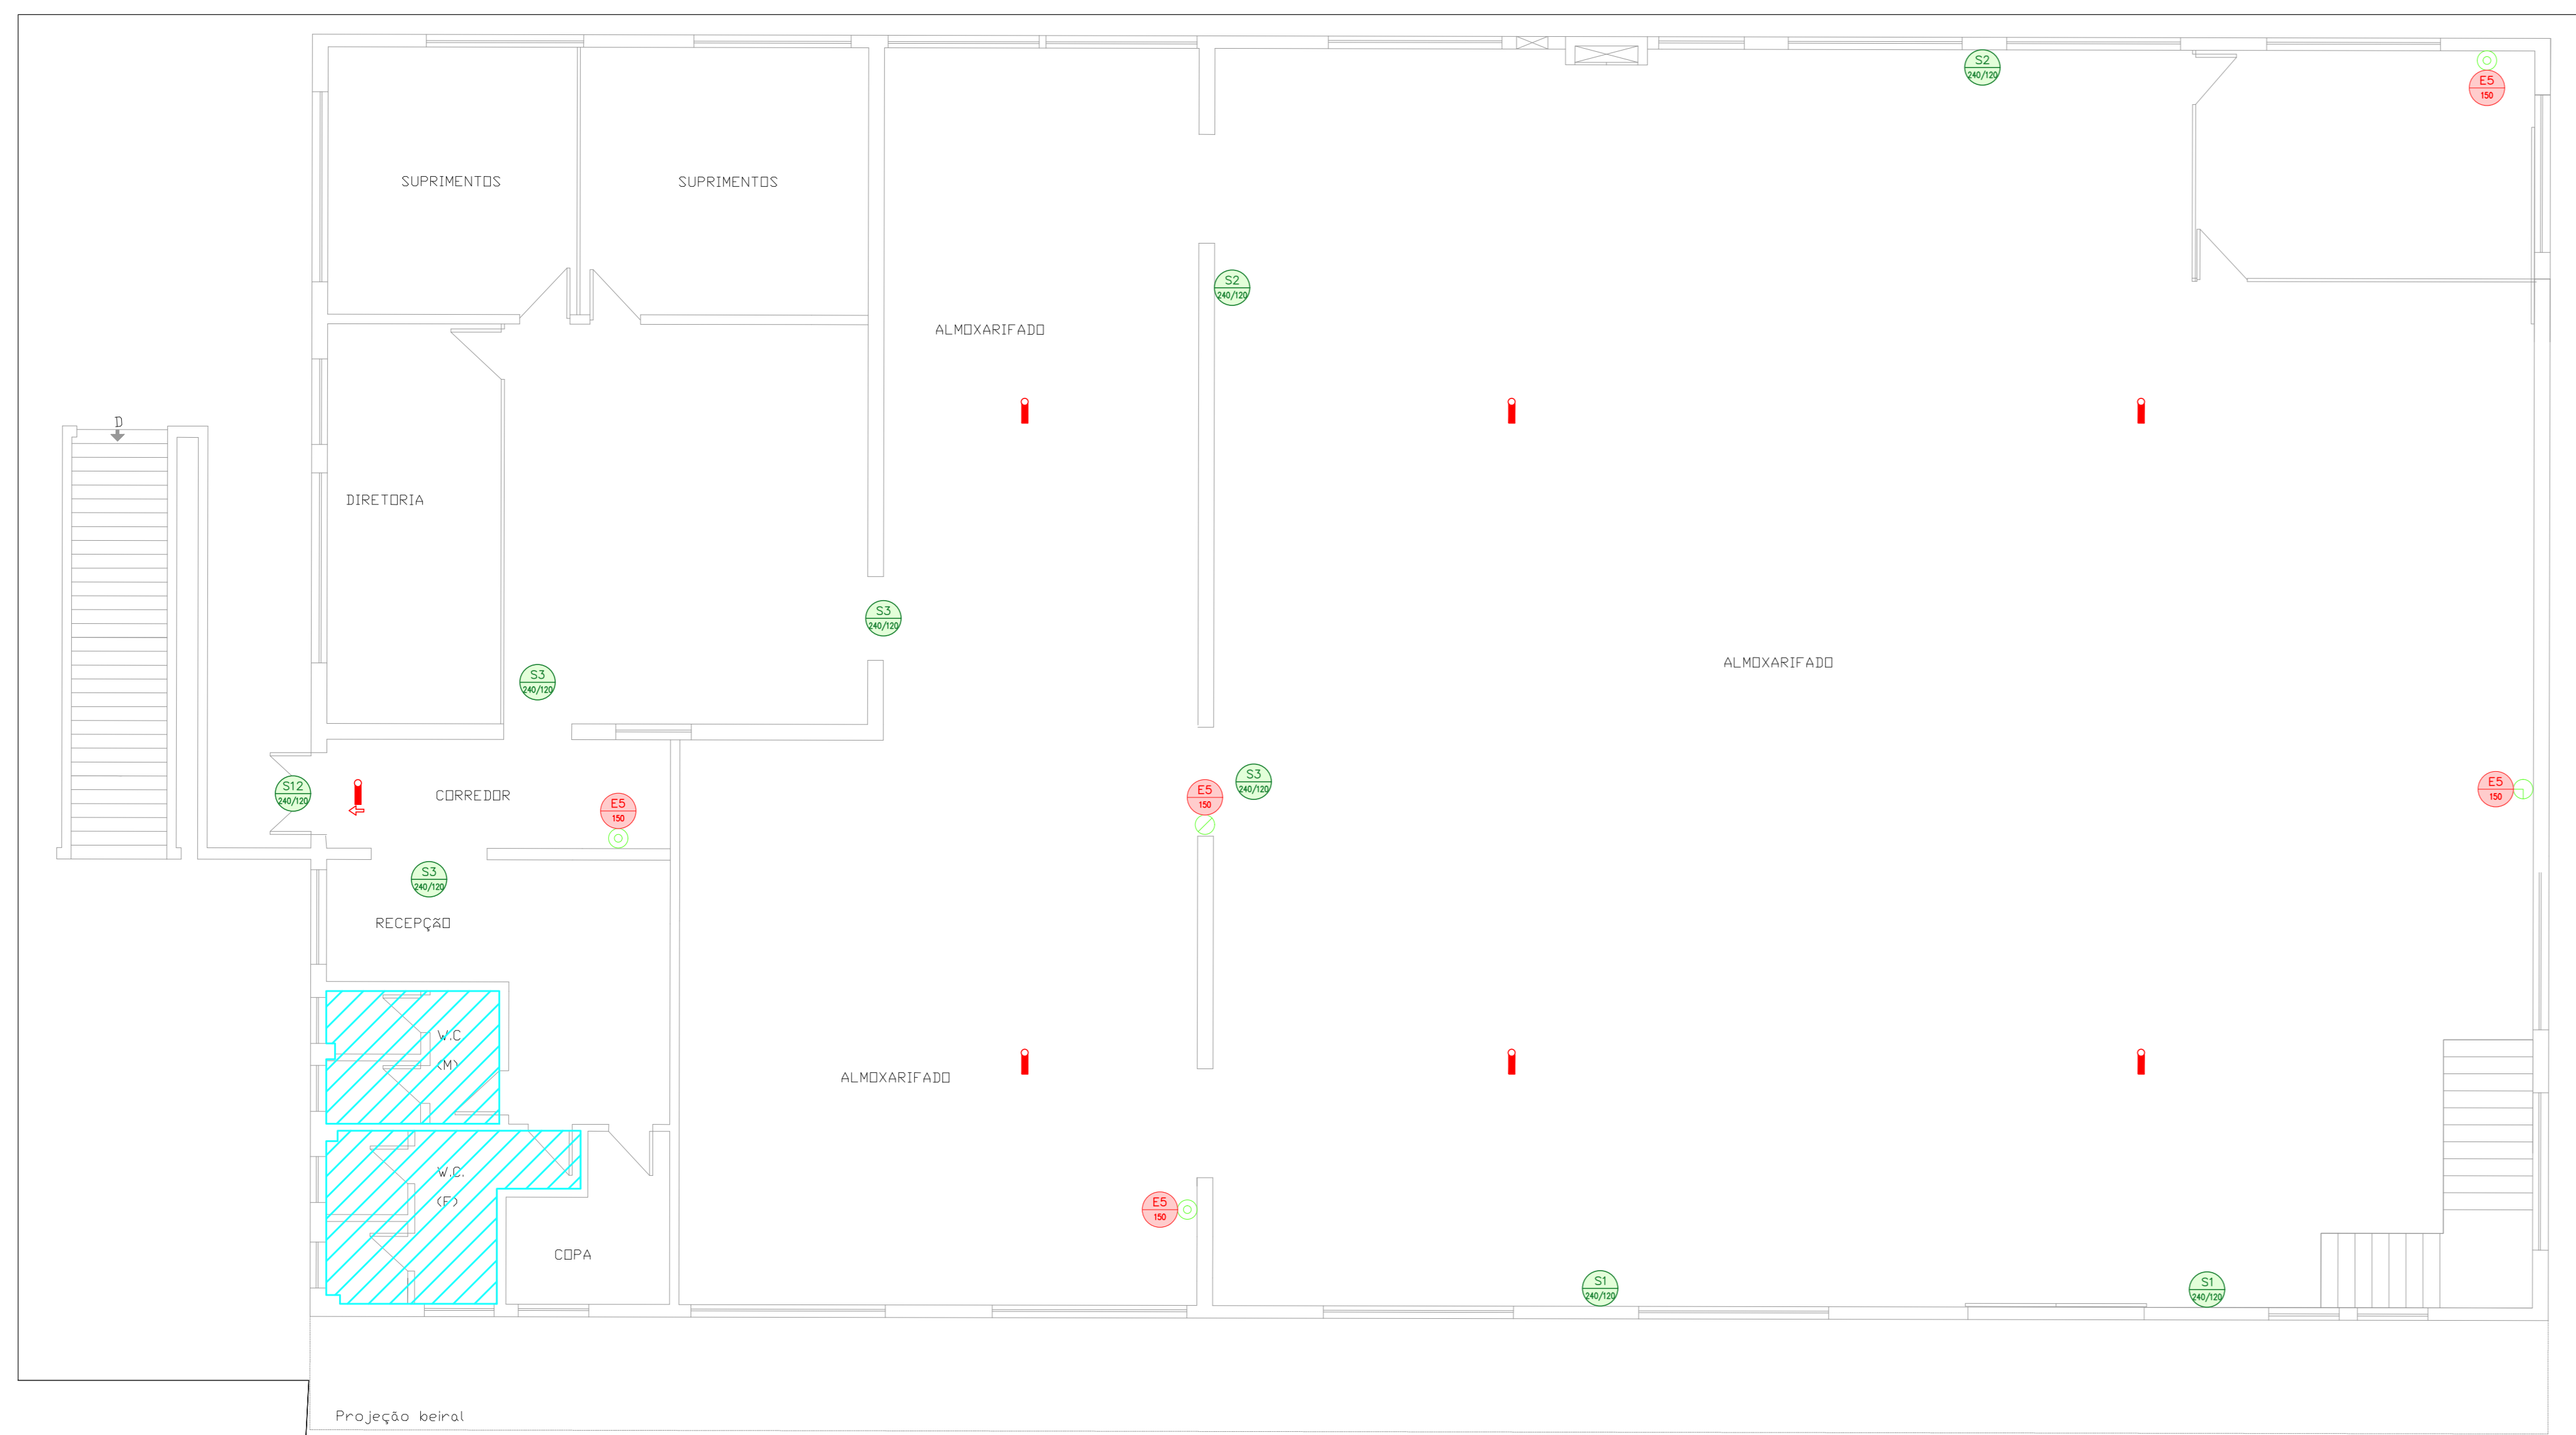 S2
240/120
E5
150
SUPRIMENTOS
SUPRIMENTOS
S2
240/120
ALMOXARIFADO
D
DIRETORIA
S3
240/120
ALMOXARIFADO
S3
240/120
S12
240/120
CORREDOR
E5
150
E5
150
S3
240/120
E5
150
S3
240/120
RECEPÇÃO
W.C
(M)
ALMOXARIFADO
W.C.
(F)
E5
150
COPA
S1
240/120
S1
240/120
Projeção beiral